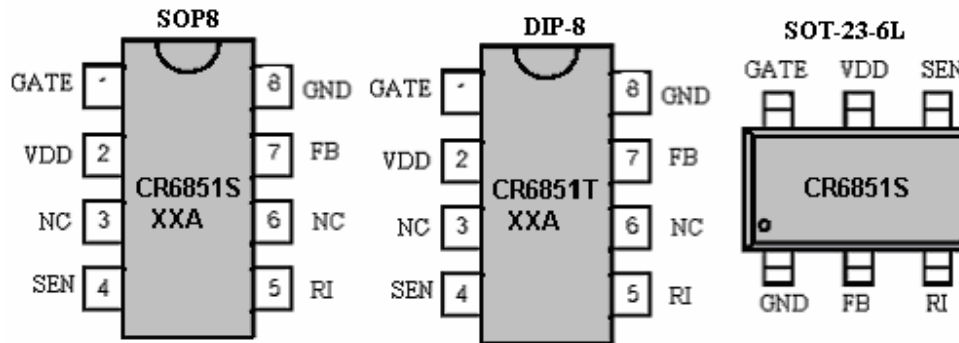 SOP8
GATE 8 GND
VDD 2 7 FB
CR6851S
XXA
NC 3 6 NC
SEN 4 5 RI
DIP-8
GATE 8 GND
VDD 2 7 FB
CR6851T
XXA
NC 3 6 NC
SEN 4 5 RI
SOT-23-6L
GATE VDD SEN
CR6851S
GND FB RI